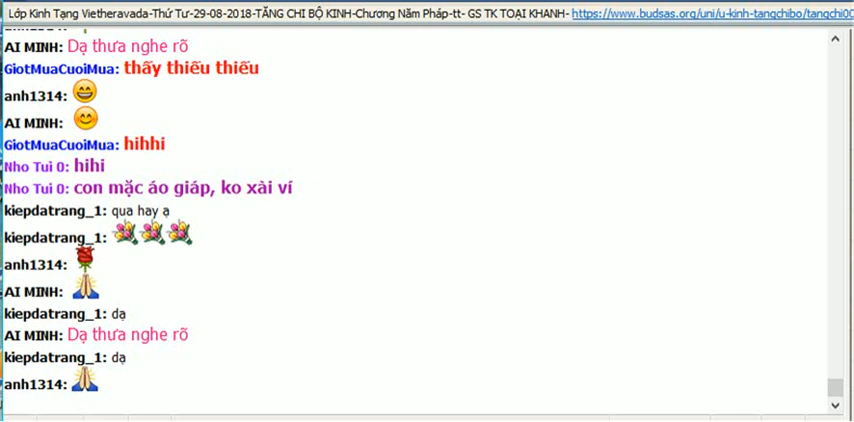 Lớp Kinh Tạng Vietheravada-Thứ Tư-29-08-2018-TĂNG CHI BỘ KINH-Chương Năm Pháp-tt- GS TK TOẠI KHANH- https://www.budsas.org/uni/u-kinh-tangchibo/tangchi00
AI MINH: Dạ thưa nghe rõ
GiotMuaCuoiMua: thấy thiếu thiếu
anh1314:
AI MINH:
GiotMuaCuoiMua: hihhi
Nho Tui 0: hihi
Nho Tui 0: con mặc áo giáp, ko xài ví
kiepdatrang_1: qua hay ạ
kiepdatrang_1:
anh1314:
AI MINH:
kiepdatrang_1: dạ
AI MINH: Dạ thưa nghe rõ
kiepdatrang_1: dạ
anh1314: